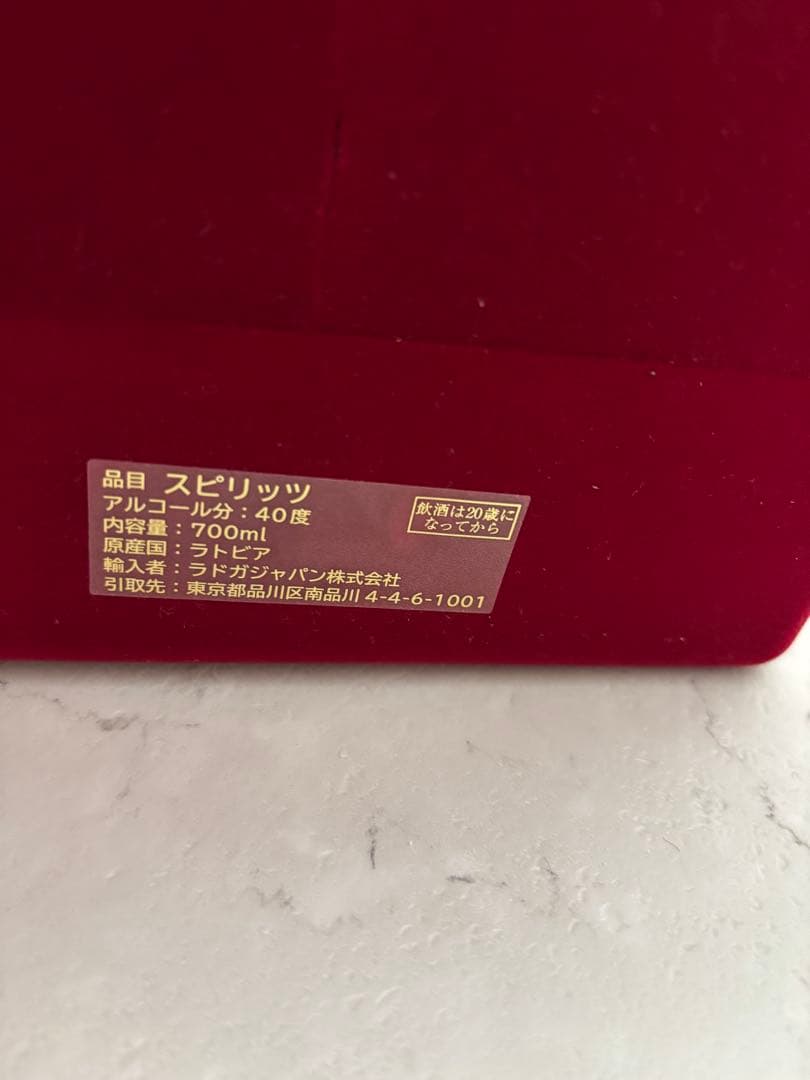 品目 スピリッツ
アルコール分：40度
内容量：700ml
原産国：ラトビア
輸入者：ラドガジャパン株式会社
引取先：東京都品川区南品川4-4-6-1001
飲酒は20歳に
なってから